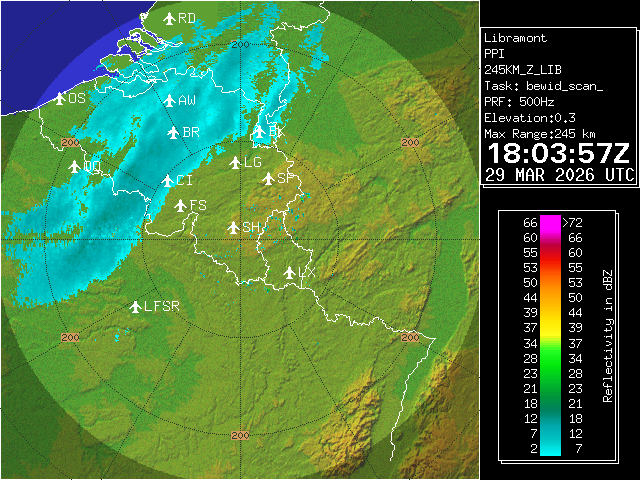 RD
200
OS
AW
BR
EK
200
200
LG
OJ
CI
SP
FS
SH
LX
LFSR
200
200
200
Libramont
PPI
245KM_Z_LIB
Task: bewid_scan_
PRF: 500Hz
Elevation:0.3
Max Range:245 km
18:03:57Z
29 MAR 2026 UTC
66 >72
60 66
55 60
53 55
50 53
44 50
39 44
37 39
34 37
28 34
23 28
21 23
18 21
12 18
7 12
2 7
Reflectivity in dBZ